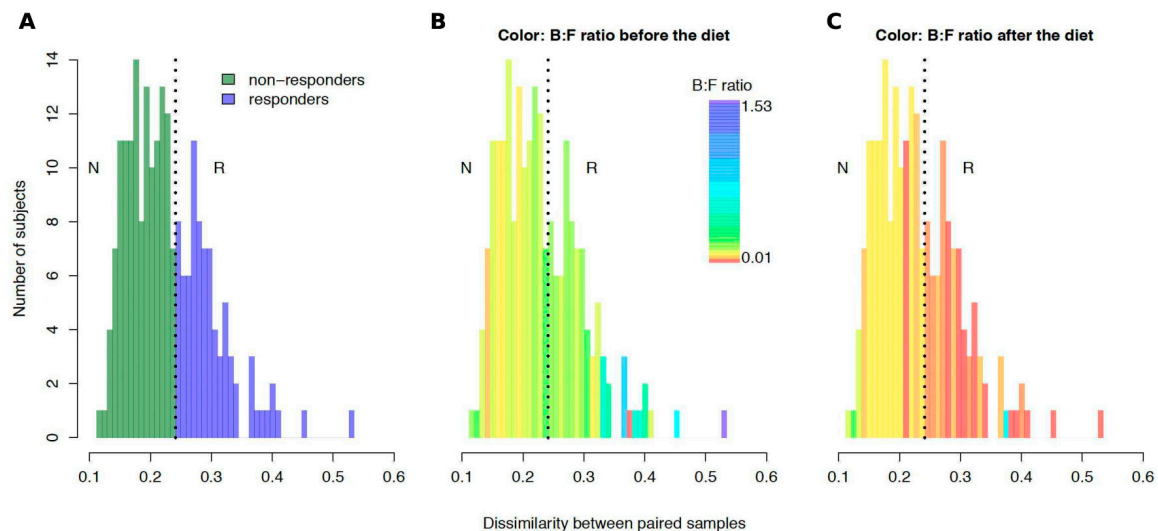 A
B
C
Color: B:F ratio before the diet
Color: B:F ratio after the diet
non-responders
responders
N
R
B:F ratio
1.53
0.01
N
R
N
R
Number of subjects
14
12
10
8
6
4
2
0
0.1 0.2 0.3 0.4 0.5 0.6
0.1 0.2 0.3 0.4 0.5 0.6
0.1 0.2 0.3 0.4 0.5 0.6
Dissimilarity between paired samples